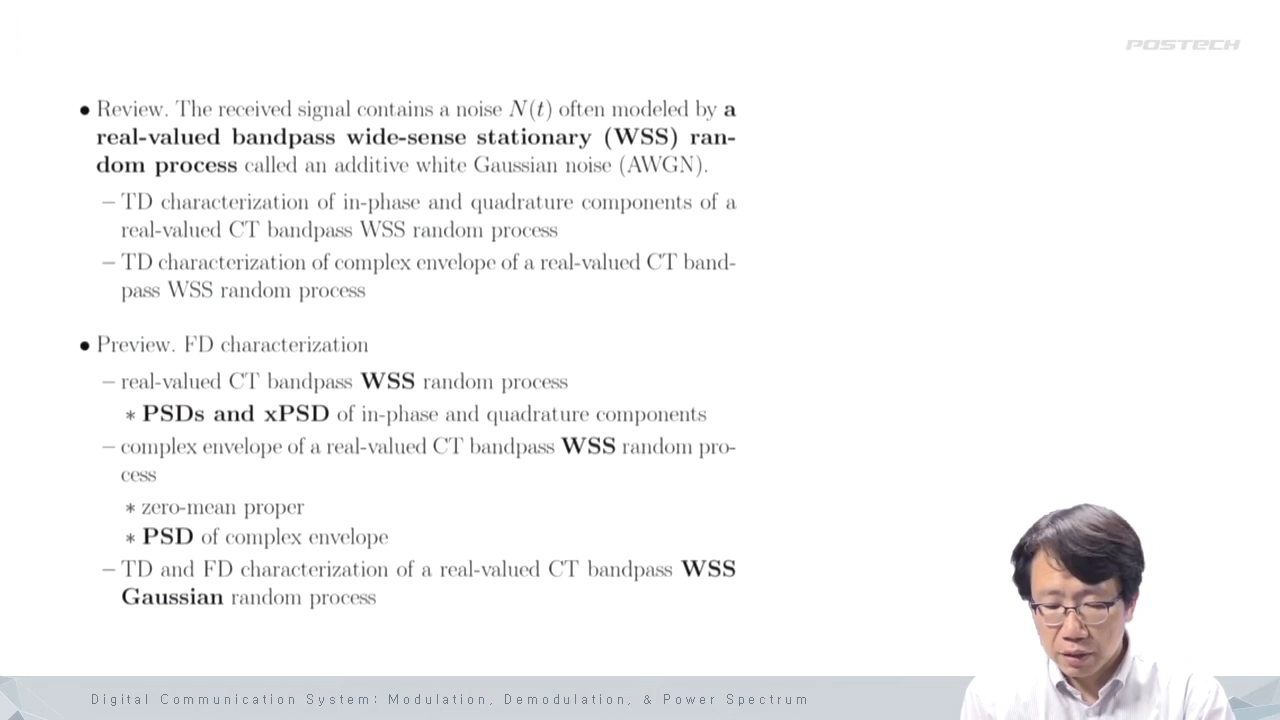 POSTECH
• Review. The received signal contains a noise N(t) often modeled by a
real-valued bandpass wide-sense stationary (WSS) ran-
dom process called an additive white Gaussian noise (AWGN).
– TD characterization of in-phase and quadrature components of a
real-valued CT bandpass WSS random process
– TD characterization of complex envelope of a real-valued CT band-
pass WSS random process
• Preview. FD characterization
– real-valued CT bandpass WSS random process
∗ PSDs and xPSD of in-phase and quadrature components
– complex envelope of a real-valued CT bandpass WSS random pro-
cess
∗ zero-mean proper
∗ PSD of complex envelope
– TD and FD characterization of a real-valued CT bandpass WSS
Gaussian random process
Digital Communication System: Modulation, Demodulation, & Power Spectrum